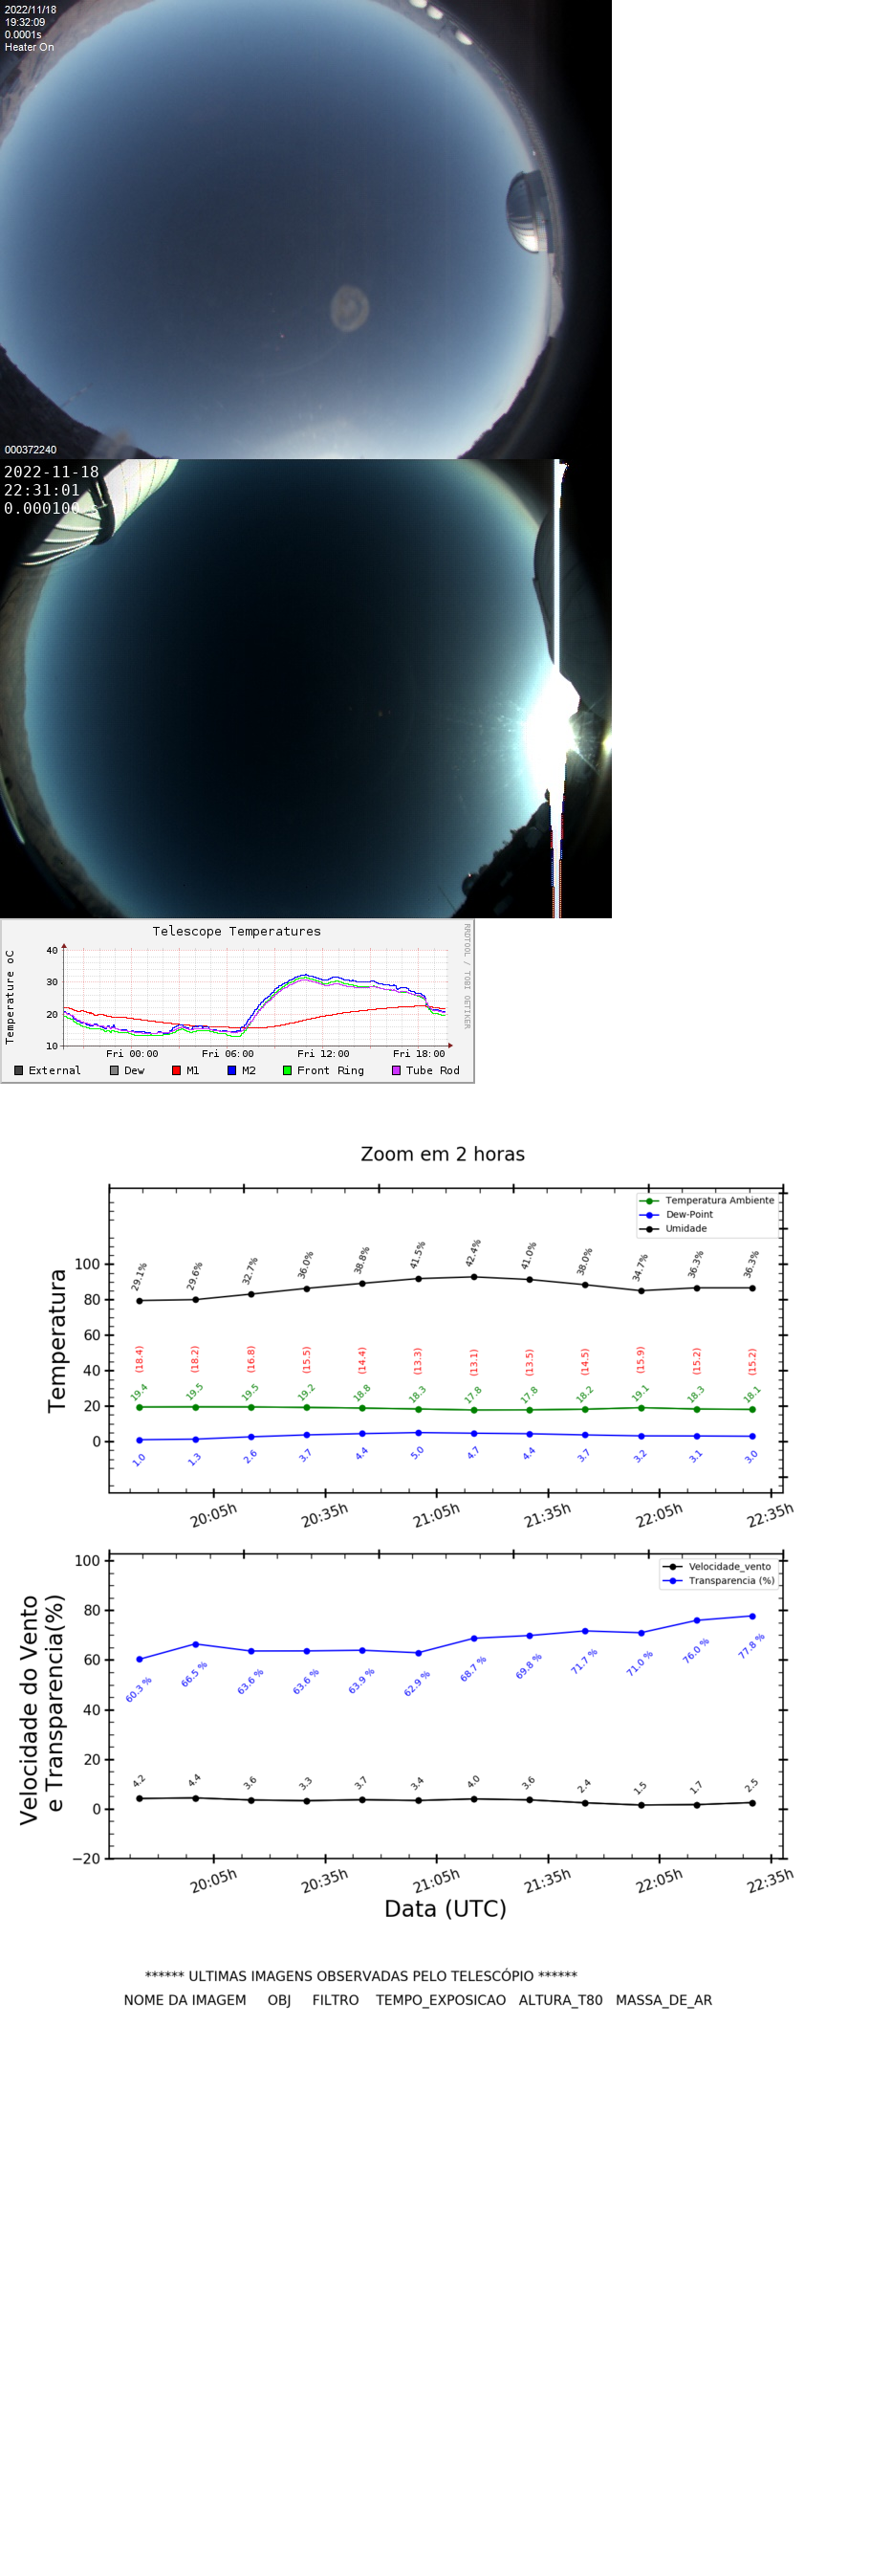 2022/11/18
19:32:09
0.0001s
Heater On
000372240
2022-11-18
22:31:01
0.000100 s
Telescope Temperatures
RRDTOOL / TOBI OETIKER
Temperature oC
40
30
20
10
Fri 00:00 Fri 06:00 Fri 12:00 Fri 18:00
External Dew M1 M2 Front Ring Tube Rod
Zoom em 2 horas
Temperatura Ambiente
Dew-Point
Umidade
Temperatura
100
80
60
40
20
0
29.1% 29.6% 32.7% 36.0% 38.8% 41.5% 42.4% 41.0% 38.0% 34.7% 36.3% 36.3%
(18.4) (18.2) (16.8) (15.5) (14.4) (13.3) (13.1) (13.5) (14.5) (15.9) (15.2) (15.2)
19.4 19.5 19.5 19.2 18.8 18.3 17.8 17.8 18.2 19.1 18.3 18.1
1.0 1.3 2.6 3.7 4.4 5.0 4.7 4.4 3.7 3.2 3.1 3.0
20:05h 20:35h 21:05h 21:35h 22:05h 22:35h
Velocidade_vento
Transparencia (%)
Velocidade do Vento
e Transparencia(%)
100
80
60
40
20
0
−20
60.3 % 66.5 % 63.6 % 63.6 % 63.9 % 62.9 % 68.7 % 69.8 % 71.7 % 71.0 % 76.0 % 77.8 %
4.2 4.4 3.6 3.3 3.7 3.4 4.0 3.6 2.4 1.5 1.7 2.5
20:05h 20:35h 21:05h 21:35h 22:05h 22:35h
Data (UTC)
****** ULTIMAS IMAGENS OBSERVADAS PELO TELESCÓPIO ******
NOME DA IMAGEM OBJ FILTRO TEMPO_EXPOSICAO ALTURA_T80 MASSA_DE_AR